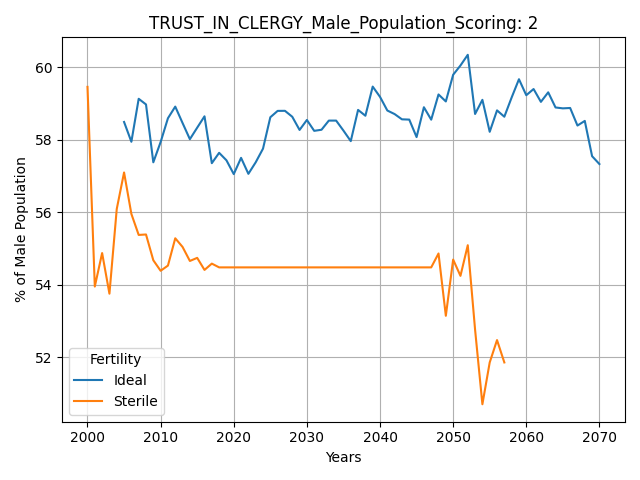 TRUST_IN_CLERGY_Male_Population_Scoring: 2
% of Male Population
60
58
56
54
52
Fertility
Ideal
Sterile
2000 2010 2020 2030 2040 2050 2060 2070
Years